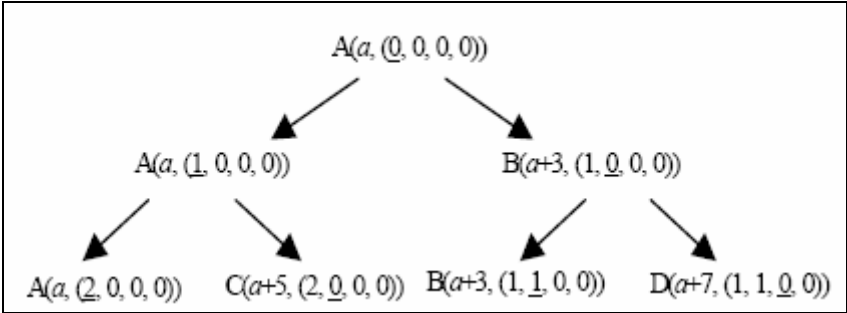 A(a, (0, 0, 0, 0))
A(a, (1, 0, 0, 0)) B(a+3, (1, 0, 0, 0))
A(a, (2, 0, 0, 0)) C(a+5, (2, 0, 0, 0)) B(a+3, (1, 1, 0, 0)) D(a+7, (1, 1, 0, 0))